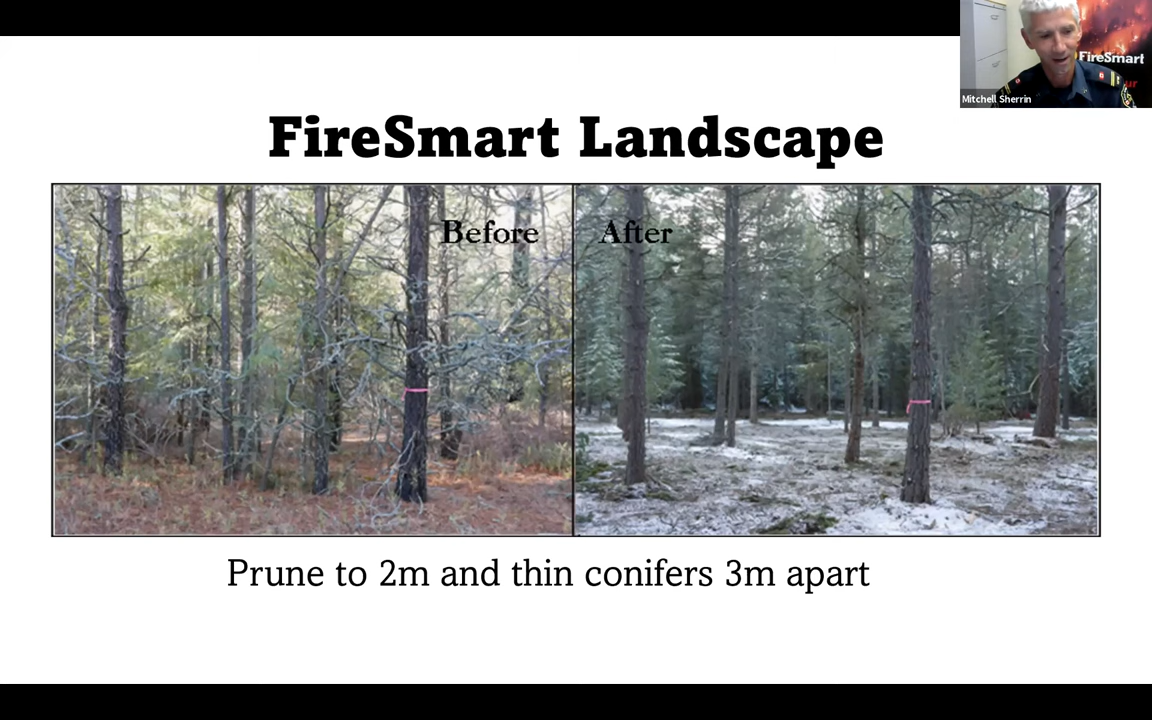 FireSmart
Mitchell Sherrin
FireSmart Landscape
Before
After
Prune to 2m and thin conifers 3m apart